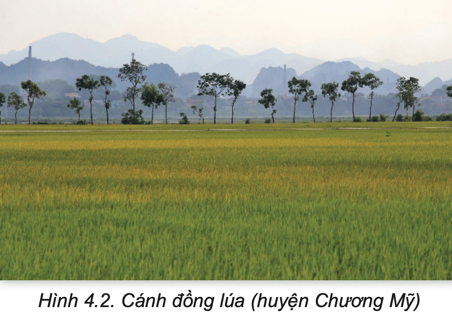 Hình 4.2. Cánh đồng lúa (huyện Chương Mỹ)